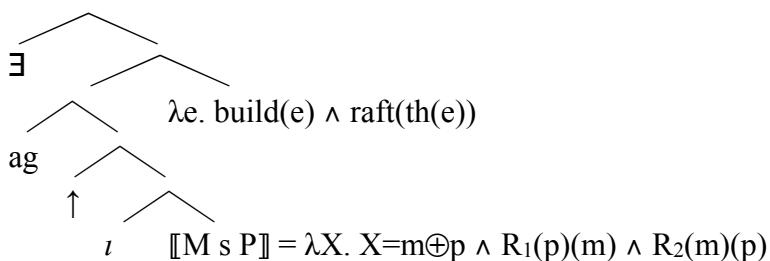 ∃
λe. build(e) ∧ raft(th(e))
ag
↑
ι ⟦M s P⟧ = λX. X=m⊕p ∧ R₁(p)(m) ∧ R₂(m)(p)